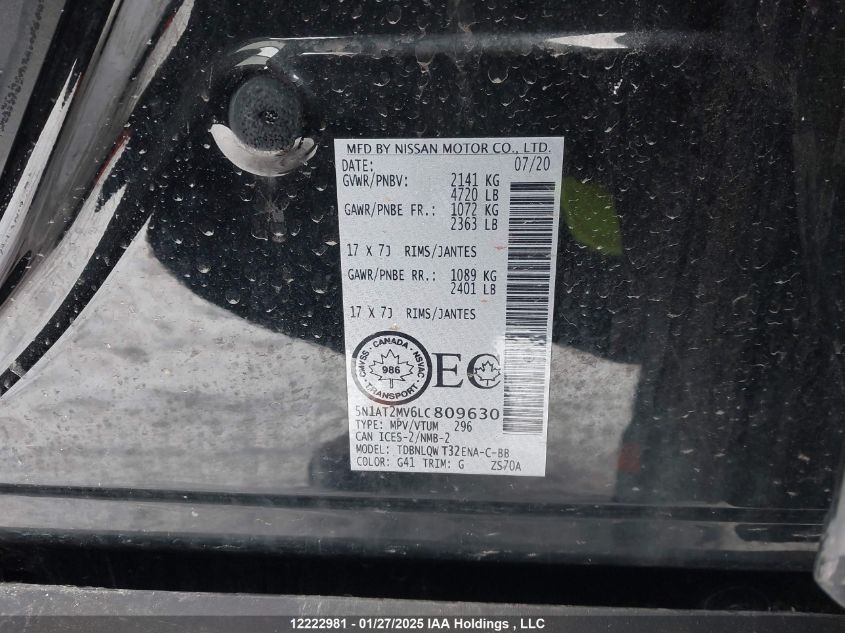 MFD BY NISSAN MOTOR CO., LTD.
DATE: 07/20
GVWR/PNBV: 2141 KG
4720 LB
GAWR/PNBE FR.: 1072 KG
2363 LB
17 X 7J RIMS/JANTES
GAWR/PNBE RR.: 1089 KG
2401 LB
17 X 7J RIMS/JANTES
CANADA
CMVSS NSVAC
986
TRANSPORT
EC
5N1AT2MV6LC809630
TYPE: MPV/VTUM 296
CAN ICES-2/NMB-2
MODEL: TDBNLQW T32ENA-C-BB
COLOR: G41 TRIM: G ZS70A
12222981 - 01/27/2025 IAA Holdings , LLC